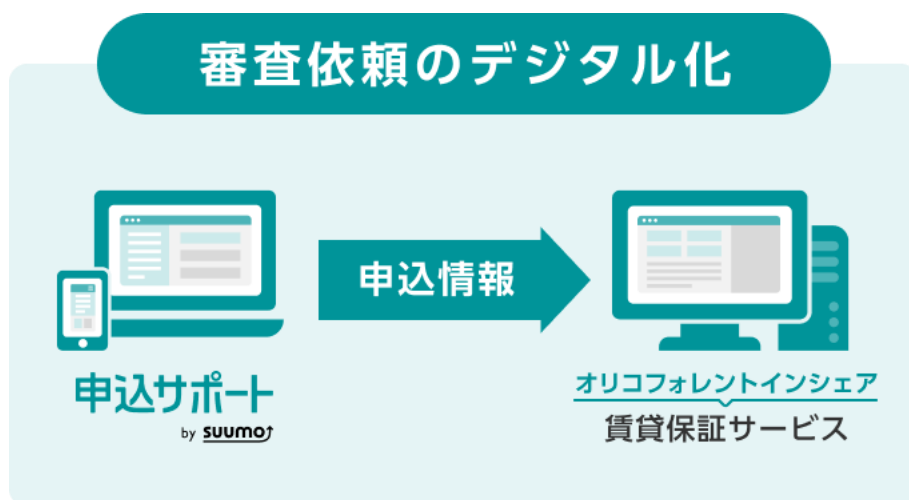 審査依頼のデジタル化
申込情報
申込サポート
by SUUMO
オリコフォレントインシェア
賃貸保証サービス